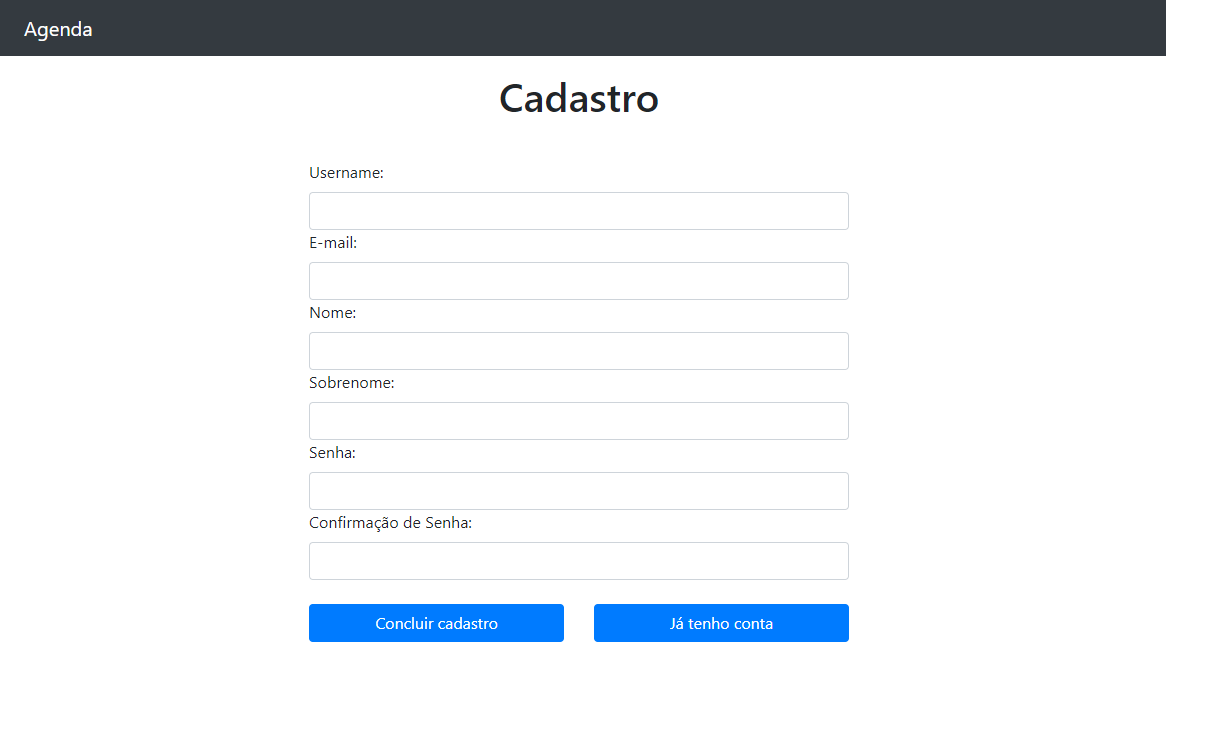 Agenda
Cadastro
Username:
E-mail:
Nome:
Sobrenome:
Senha:
Confirmação de Senha:
Concluir cadastro
Já tenho conta